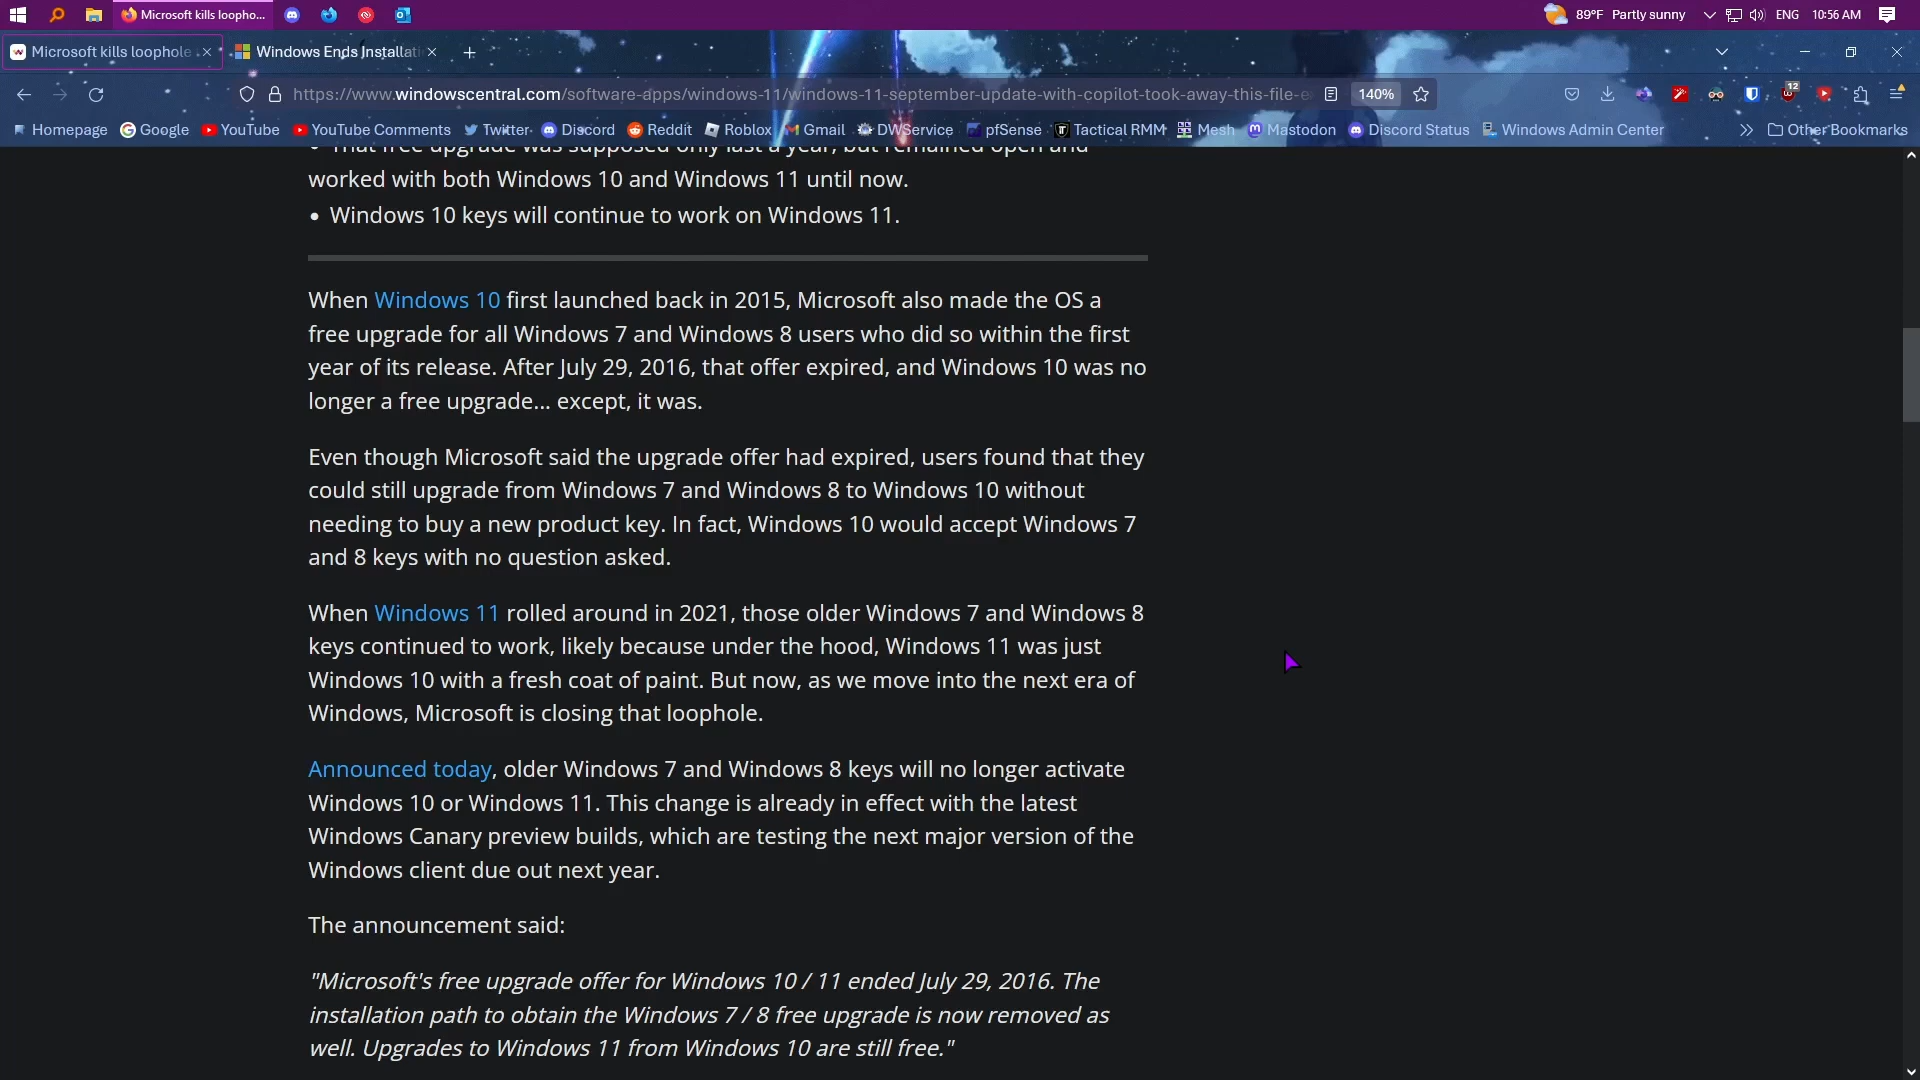 Microsoft kills loopho...
89°F Partly sunny
ENG
10:56 AM
Microsoft kills loophole
Windows Ends Installati
https://www.windowscentral.com/software-apps/windows-11/windows-11-september-update-with-copilot-took-away-this-file-e
140%
12
Homepage
Google
YouTube
YouTube Comments
Twitter
Discord
Reddit
Roblox
Gmail
DWService
pfSense
Tactical RMM
Mesh
Mastodon
Discord Status
Windows Admin Center
Other Bookmarks
• That free upgrade was supposed only last a year, but remained open and
worked with both Windows 10 and Windows 11 until now.
• Windows 10 keys will continue to work on Windows 11.
When Windows 10 first launched back in 2015, Microsoft also made the OS a
free upgrade for all Windows 7 and Windows 8 users who did so within the first
year of its release. After July 29, 2016, that offer expired, and Windows 10 was no
longer a free upgrade... except, it was.
Even though Microsoft said the upgrade offer had expired, users found that they
could still upgrade from Windows 7 and Windows 8 to Windows 10 without
needing to buy a new product key. In fact, Windows 10 would accept Windows 7
and 8 keys with no question asked.
When Windows 11 rolled around in 2021, those older Windows 7 and Windows 8
keys continued to work, likely because under the hood, Windows 11 was just
Windows 10 with a fresh coat of paint. But now, as we move into the next era of
Windows, Microsoft is closing that loophole.
Announced today, older Windows 7 and Windows 8 keys will no longer activate
Windows 10 or Windows 11. This change is already in effect with the latest
Windows Canary preview builds, which are testing the next major version of the
Windows client due out next year.
The announcement said:
"Microsoft's free upgrade offer for Windows 10 / 11 ended July 29, 2016. The
installation path to obtain the Windows 7 / 8 free upgrade is now removed as
well. Upgrades to Windows 11 from Windows 10 are still free."